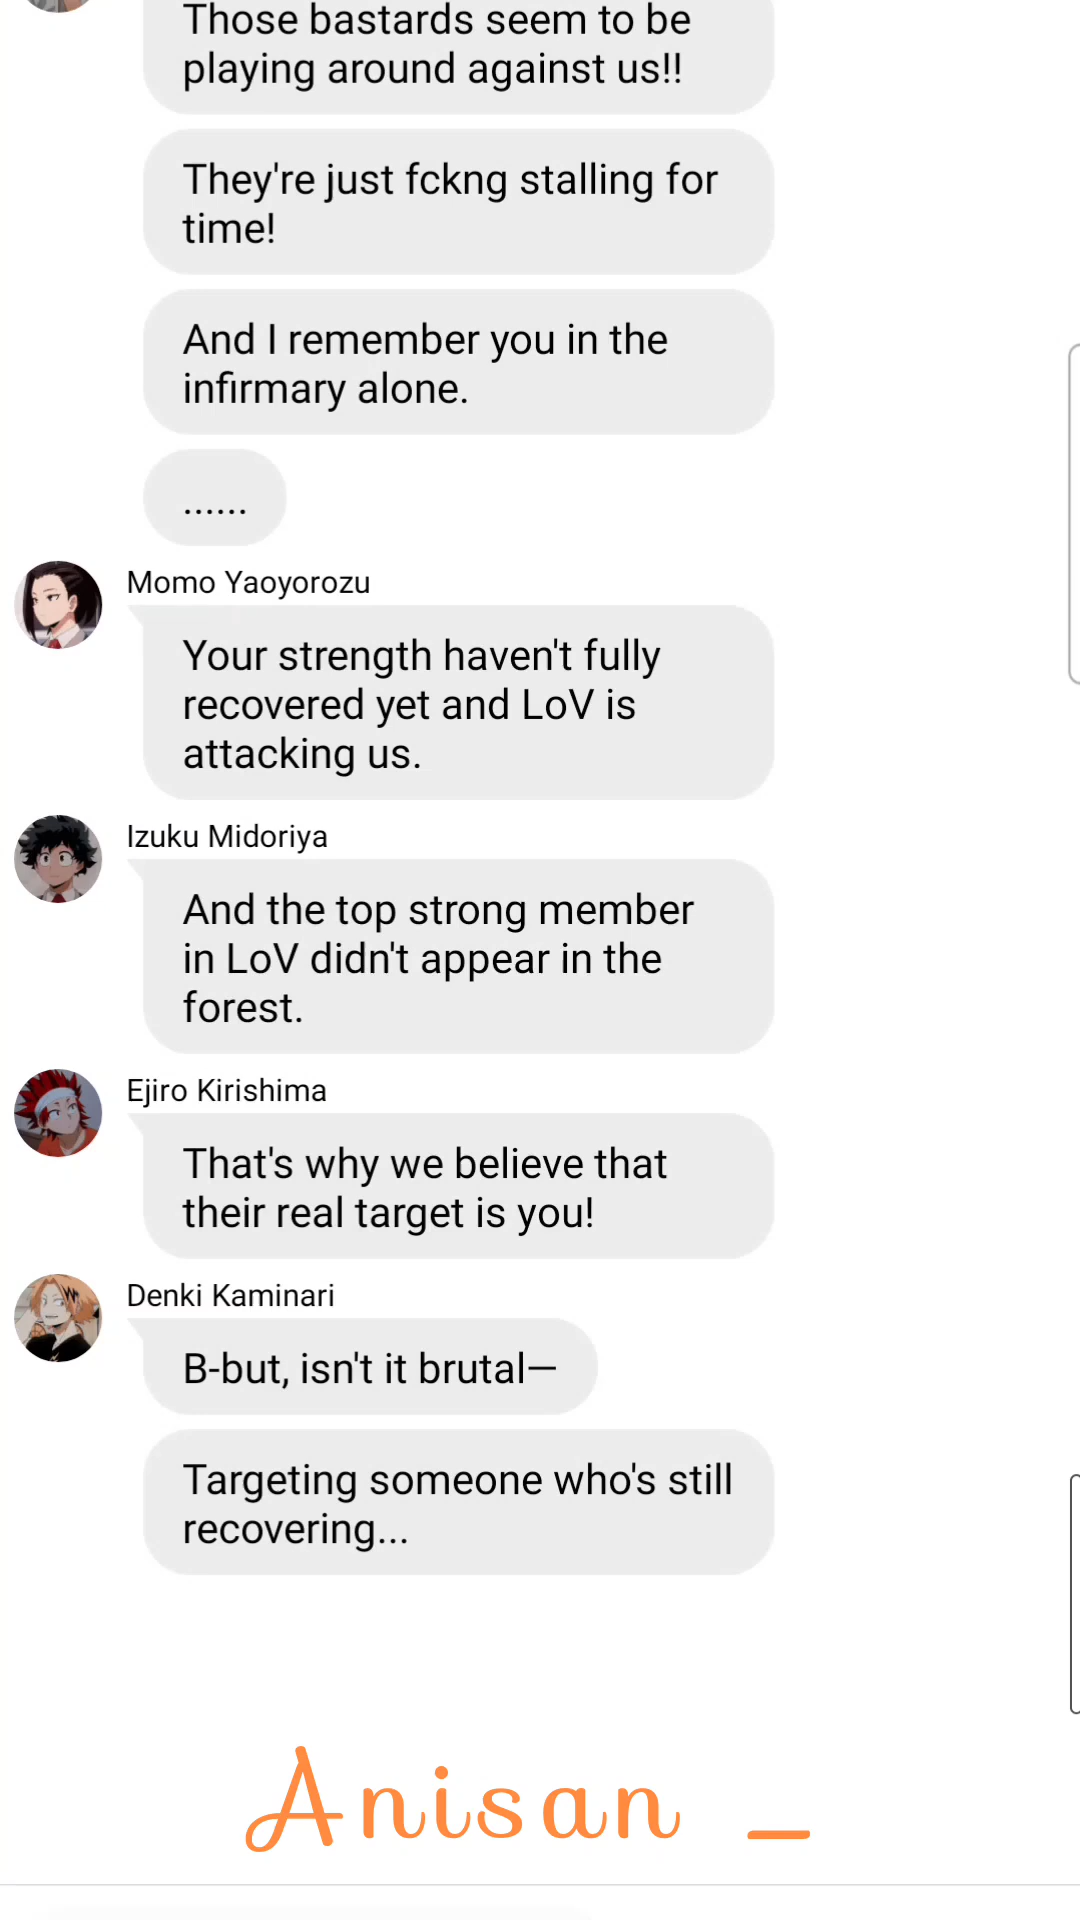 Those bastards seem to be
playing around against us!!
They're just fckng stalling for
time!
And I remember you in the
infirmary alone.
......
Momo Yaoyorozu
Your strength haven't fully
recovered yet and LoV is
attacking us.
Izuku Midoriya
And the top strong member
in LoV didn't appear in the
forest.
Ejiro Kirishima
That's why we believe that
their real target is you!
Denki Kaminari
B-but, isn't it brutal—
Targeting someone who's still
recovering...
Anisan _